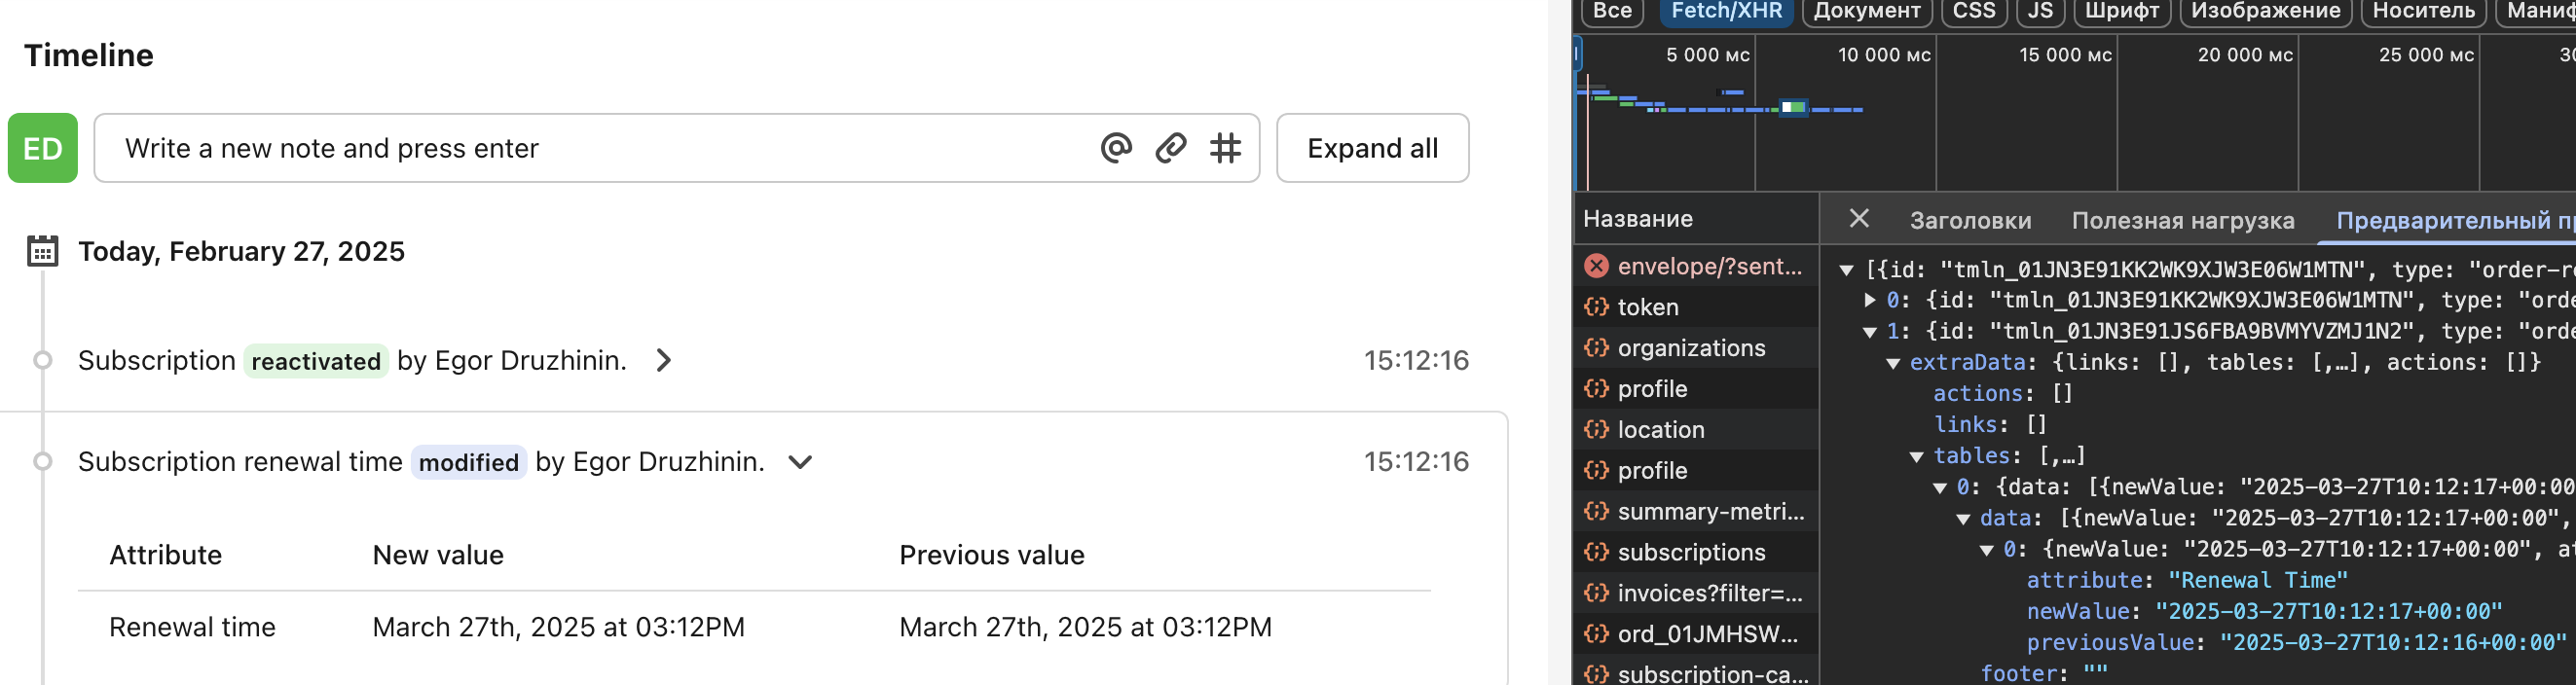 Timeline
ED
Write a new note and press enter
Expand all
Today, February 27, 2025
Subscription reactivated by Egor Druzhinin.
15:12:16
Subscription renewal time modified by Egor Druzhinin.
15:12:16
Attribute New value Previous value
Renewal time March 27th, 2025 at 03:12PM March 27th, 2025 at 03:12PM
Все Fetch/XHR Документ CSS JS Шрифт Изображение Носитель Маниф
5 000 мс 10 000 мс 15 000 мс 20 000 мс 25 000 мс 30
Название
envelope/?sent...
token
organizations
profile
location
profile
summary-metri...
subscriptions
invoices?filter=...
ord_01JMHSW...
subscription-ca...
Заголовки Полезная нагрузка Предварительный пр
[{id: "tmln_01JN3E91KK2WK9XJW3E06W1MTN", type: "order-re
0: {id: "tmln_01JN3E91KK2WK9XJW3E06W1MTN", type: "orde
1: {id: "tmln_01JN3E91JS6FBA9BVMYVZMJ1N2", type: "orde
extraData: {links: [], tables: [,…], actions: []}
actions: []
links: []
tables: [,…]
0: {data: [{newValue: "2025-03-27T10:12:17+00:00
data: [{newValue: "2025-03-27T10:12:17+00:00",
0: {newValue: "2025-03-27T10:12:17+00:00", at
attribute: "Renewal Time"
newValue: "2025-03-27T10:12:17+00:00"
previousValue: "2025-03-27T10:12:16+00:00"
footer: ""